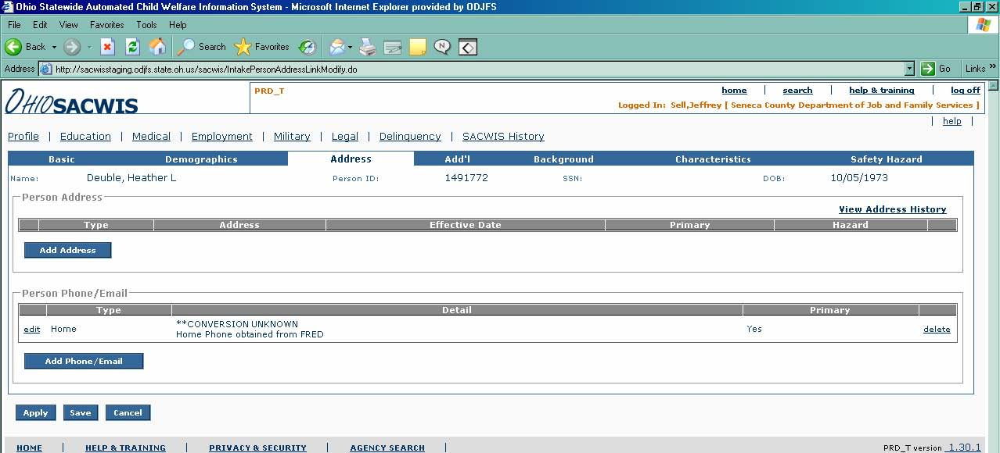 Ohio Statewide Automated Child Welfare Information System - Microsoft Internet Explorer provided by ODJFS
File Edit View Favorites Tools Help
Back Search Favorites
Address http://sacwisstaging.odjfs.state.oh.us/sacwis/IntakePersonAddressLinkModify.do Go Links »
OHIOSACWIS PRD_T home | search | help & training | log off
Logged In: Sell,Jeffrey [ Seneca County Department of Job and Family Services ]
| help |
Profile | Education | Medical | Employment | Military | Legal | Delinquency | SACWIS History
Basic Demographics Address Add'l Background Characteristics Safety Hazard
Name: Deuble, Heather L Person ID: 1491772 SSN: DOB: 10/05/1973
Person Address
View Address History
Type Address Effective Date Primary Hazard
Add Address
Person Phone/Email
Type Detail Primary
edit Home **CONVERSION UNKNOWN Yes delete
Home Phone obtained from FRED
Add Phone/Email
Apply Save Cancel
HOME | HELP & TRAINING | PRIVACY & SECURITY | AGENCY SEARCH |
PRD_T version 1.30.1